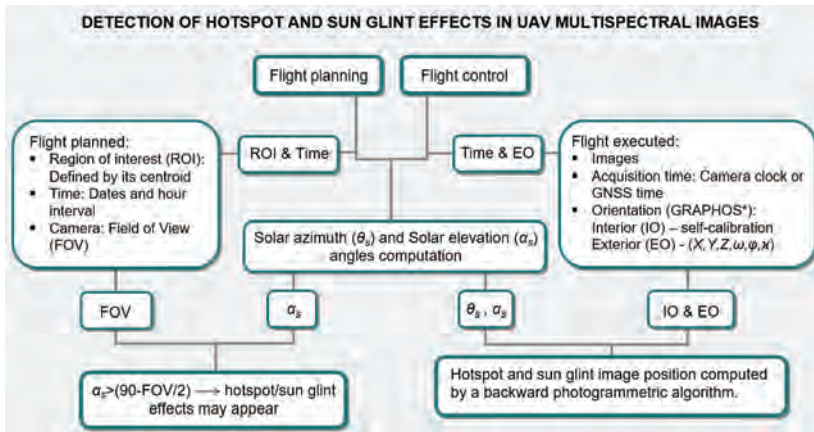 DETECTION OF HOTSPOT AND SUN GLINT EFFECTS IN UAV MULTISPECTRAL IMAGES
Flight planning
Flight control
Flight planned:
▪ Region of interest (ROI):
Defined by its centroid
▪ Time: Dates and hour
interval
▪ Camera: Field of View
(FOV)
ROI & Time
Time & EO
Flight executed:
▪ Images
▪ Acquisition time: Camera clock or
GNSS time
▪ Orientation (GRAPHOS*):
Interior (IO) – self-calibration
Exterior (EO) - (X,Y,Z,ω,φ,ϰ)
Solar azimuth (θs) and Solar elevation (αs)
angles computation
FOV
αs
θs , αs
IO & EO
αs>(90-FOV/2) ⟶ hotspot/sun glint
effects may appear
Hotspot and sun glint image position computed
by a backward photogrammetric algorithm.